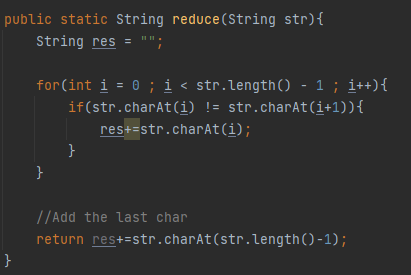 public static String reduce(String str){
    String res = "";

    for(int i = 0 ; i < str.length() - 1 ; i++){
        if(str.charAt(i) != str.charAt(i+1)){
            res+=str.charAt(i);
        }
    }

    //Add the last char
    return res+=str.charAt(str.length()-1);
}